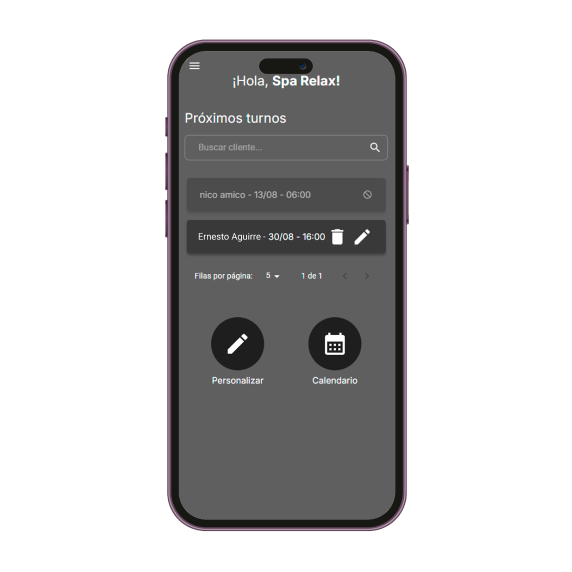 ¡Hola, Spa Relax!
Próximos turnos
Buscar cliente...
nico amico - 13/08 - 06:00
Ernesto Aguirre - 30/08 - 16:00
Filas por página: 5 1 de 1
Personalizar Calendario